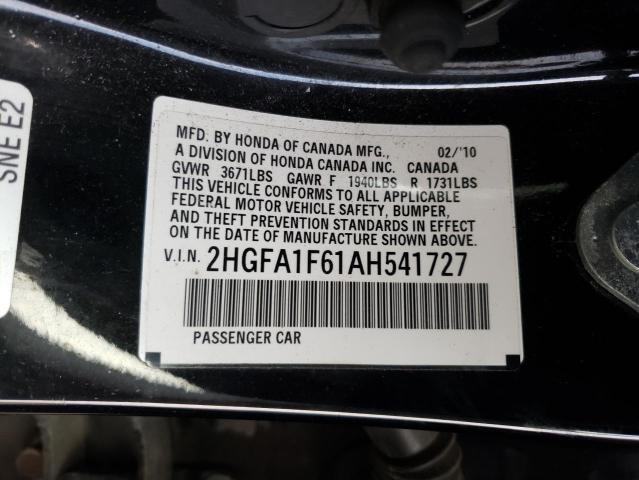 SNE E2
MFD. BY HONDA OF CANADA MFG., 02/'10
A DIVISION OF HONDA CANADA INC. CANADA
GVWR 3671LBS GAWR F 1940LBS R 1731LBS
THIS VEHICLE CONFORMS TO ALL APPLICABLE
FEDERAL MOTOR VEHICLE SAFETY, BUMPER,
AND THEFT PREVENTION STANDARDS IN EFFECT
ON THE DATE OF MANUFACTURE SHOWN ABOVE.
V.I.N. 2HGFA1F61AH541727
PASSENGER CAR